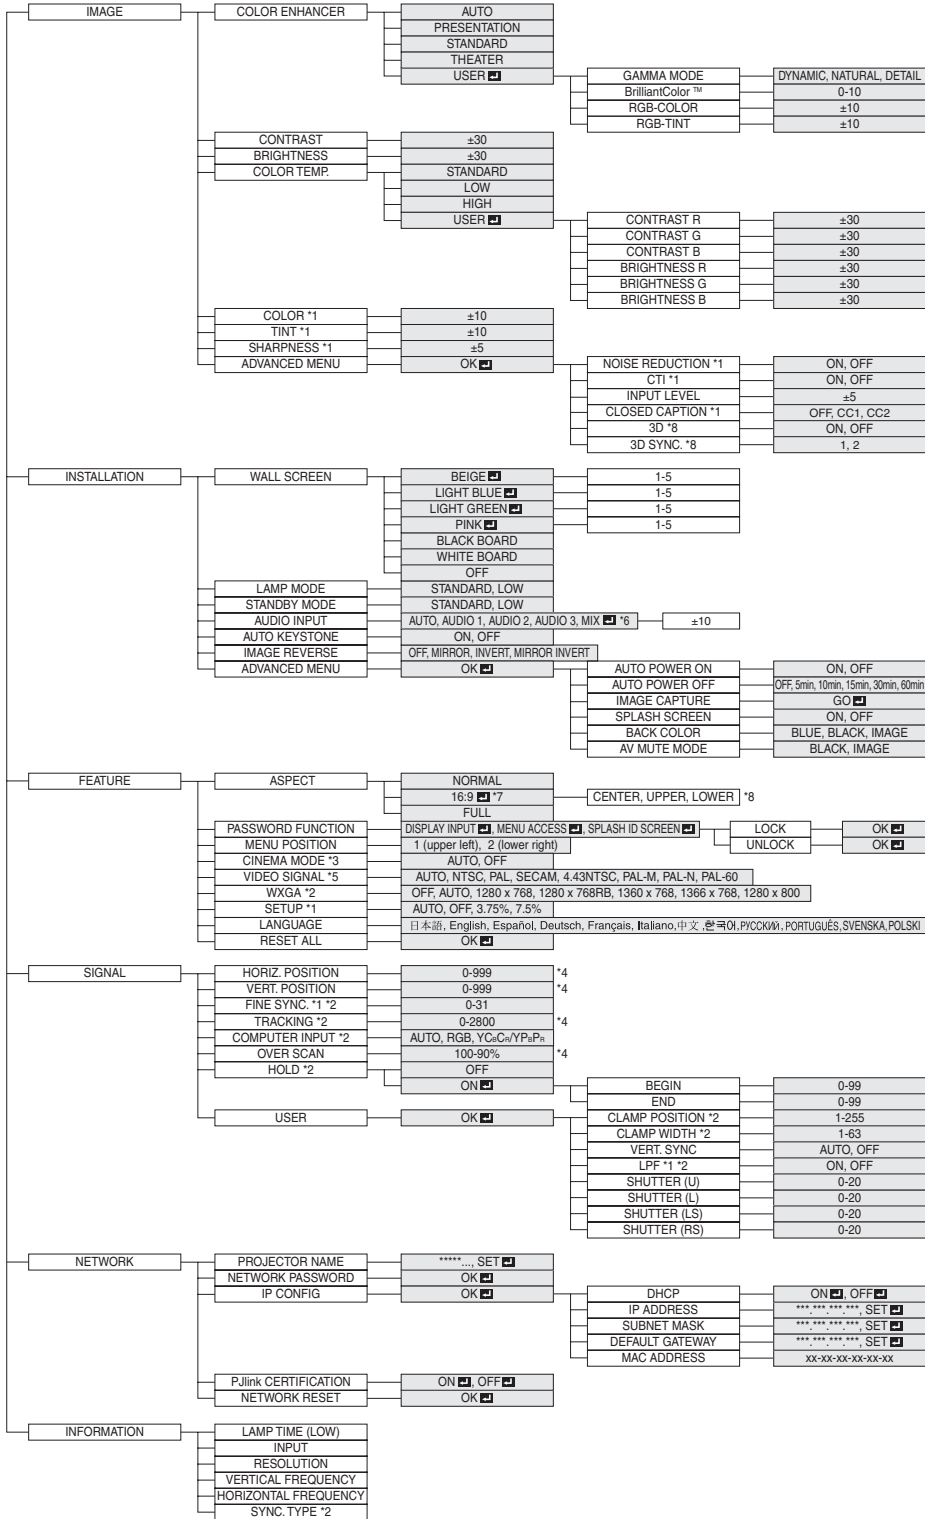 IMAGE COLOR ENHANCER AUTO
PRESENTATION
STANDARD
THEATER
USER GAMMA MODE DYNAMIC, NATURAL, DETAIL
BrilliantColor ™ 0-10
RGB-COLOR ±10
RGB-TINT ±10
CONTRAST ±30
BRIGHTNESS ±30
COLOR TEMP. STANDARD
LOW
HIGH
USER CONTRAST R ±30
CONTRAST G ±30
CONTRAST B ±30
BRIGHTNESS R ±30
BRIGHTNESS G ±30
BRIGHTNESS B ±30
COLOR *1 ±10
TINT *1 ±10
SHARPNESS *1 ±5
ADVANCED MENU OK NOISE REDUCTION *1 ON, OFF
CTI *1 ON, OFF
INPUT LEVEL ±5
CLOSED CAPTION *1 OFF, CC1, CC2
3D *8 ON, OFF
3D SYNC. *8 1, 2
INSTALLATION WALL SCREEN BEIGE 1-5
LIGHT BLUE 1-5
LIGHT GREEN 1-5
PINK 1-5
BLACK BOARD
WHITE BOARD
OFF
LAMP MODE STANDARD, LOW
STANDBY MODE STANDARD, LOW
AUDIO INPUT AUTO, AUDIO 1, AUDIO 2, AUDIO 3, MIX *6 ±10
AUTO KEYSTONE ON, OFF
IMAGE REVERSE OFF, MIRROR, INVERT, MIRROR INVERT
ADVANCED MENU OK AUTO POWER ON ON, OFF
AUTO POWER OFF OFF, 5min, 10min, 15min, 30min, 60min
IMAGE CAPTURE GO
SPLASH SCREEN ON, OFF
BACK COLOR BLUE, BLACK, IMAGE
AV MUTE MODE BLACK, IMAGE
FEATURE ASPECT NORMAL
16:9 *7 CENTER, UPPER, LOWER *8
FULL
PASSWORD FUNCTION DISPLAY INPUT , MENU ACCESS , SPLASH ID SCREEN LOCK OK
UNLOCK OK
MENU POSITION 1 (upper left), 2 (lower right)
CINEMA MODE *3 AUTO, OFF
VIDEO SIGNAL *5 AUTO, NTSC, PAL, SECAM, 4.43NTSC, PAL-M, PAL-N, PAL-60
WXGA *2 OFF, AUTO, 1280 x 768, 1280 x 768RB, 1360 x 768, 1366 x 768, 1280 x 800
SETUP *1 AUTO, OFF, 3.75%, 7.5%
LANGUAGE 日本語, English, Español, Deutsch, Français, Italiano,中文 ,한국어,РУССКИЙ, PORTUGUÊS, SVENSKA, POLSKI
RESET ALL OK
SIGNAL HORIZ. POSITION 0-999 *4
VERT. POSITION 0-999 *4
FINE SYNC. *1 *2 0-31
TRACKING *2 0-2800 *4
COMPUTER INPUT *2 AUTO, RGB, YCBCR/YPBPR
OVER SCAN 100-90% *4
HOLD *2 OFF
ON BEGIN 0-99
END 0-99
USER OK CLAMP POSITION *2 1-255
CLAMP WIDTH *2 1-63
VERT. SYNC AUTO, OFF
LPF *1 *2 ON, OFF
SHUTTER (U) 0-20
SHUTTER (L) 0-20
SHUTTER (LS) 0-20
SHUTTER (RS) 0-20
NETWORK PROJECTOR NAME *****..., SET
NETWORK PASSWORD OK
IP CONFIG OK DHCP ON , OFF
IP ADDRESS ***.***.***.***, SET
SUBNET MASK ***.***.***.***, SET
DEFAULT GATEWAY ***.***.***.***, SET
MAC ADDRESS xx-xx-xx-xx-xx-xx
PJlink CERTIFICATION ON , OFF
NETWORK RESET OK
INFORMATION LAMP TIME (LOW)
INPUT
RESOLUTION
VERTICAL FREQUENCY
HORIZONTAL FREQUENCY
SYNC. TYPE *2